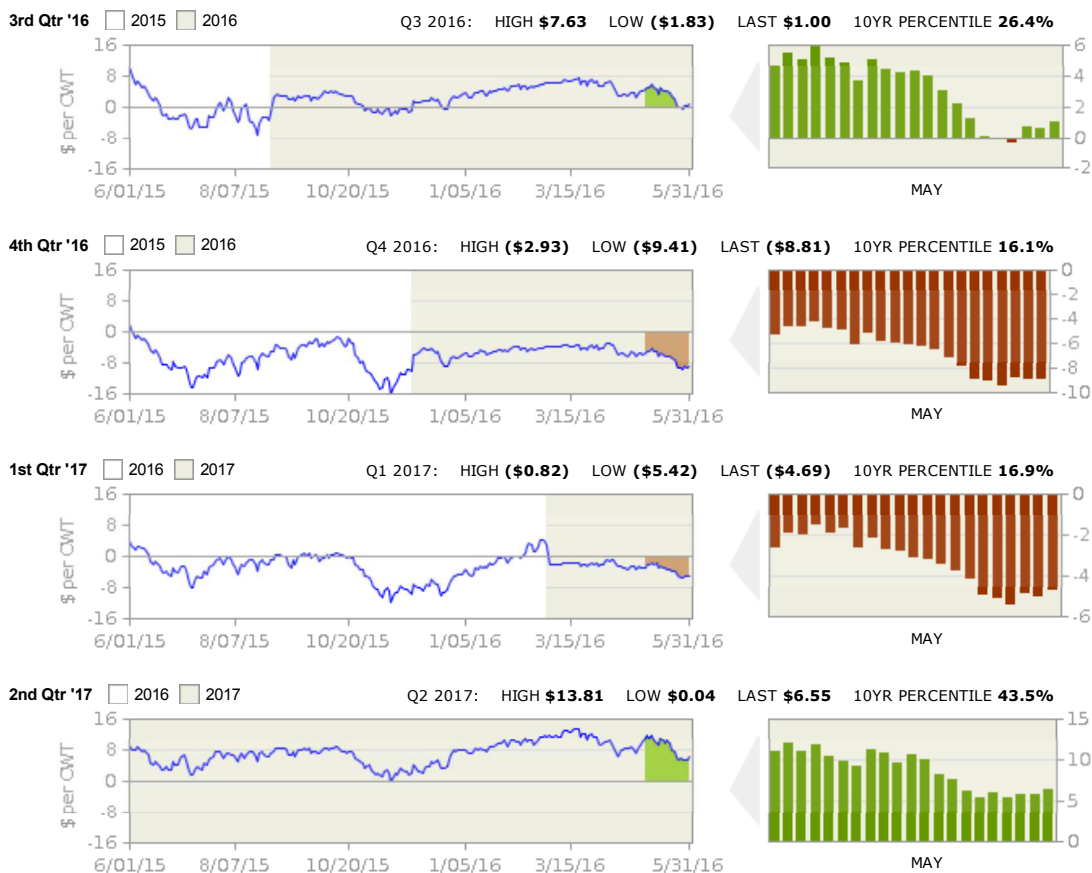 3rd Qtr '16 2015 2016 Q3 2016: HIGH $7.63 LOW ($1.83) LAST $1.00 10YR PERCENTILE 26.4%
16
8
0
-8
-16
$ per CWT
6/01/15 8/07/15 10/20/15 1/05/16 3/15/16 5/31/16
6
4
2
0
-2
MAY
4th Qtr '16 2015 2016 Q4 2016: HIGH ($2.93) LOW ($9.41) LAST ($8.81) 10YR PERCENTILE 16.1%
16
8
0
-8
-16
$ per CWT
6/01/15 8/07/15 10/20/15 1/05/16 3/15/16 5/31/16
0
-2
-4
-6
-8
-10
MAY
1st Qtr '17 2016 2017 Q1 2017: HIGH ($0.82) LOW ($5.42) LAST ($4.69) 10YR PERCENTILE 16.9%
16
8
0
-8
-16
$ per CWT
6/01/15 8/07/15 10/20/15 1/05/16 3/15/16 5/31/16
0
-2
-4
-6
MAY
2nd Qtr '17 2016 2017 Q2 2017: HIGH $13.81 LOW $0.04 LAST $6.55 10YR PERCENTILE 43.5%
16
8
0
-8
-16
$ per CWT
6/01/15 8/07/15 10/20/15 1/05/16 3/15/16 5/31/16
15
10
5
0
MAY